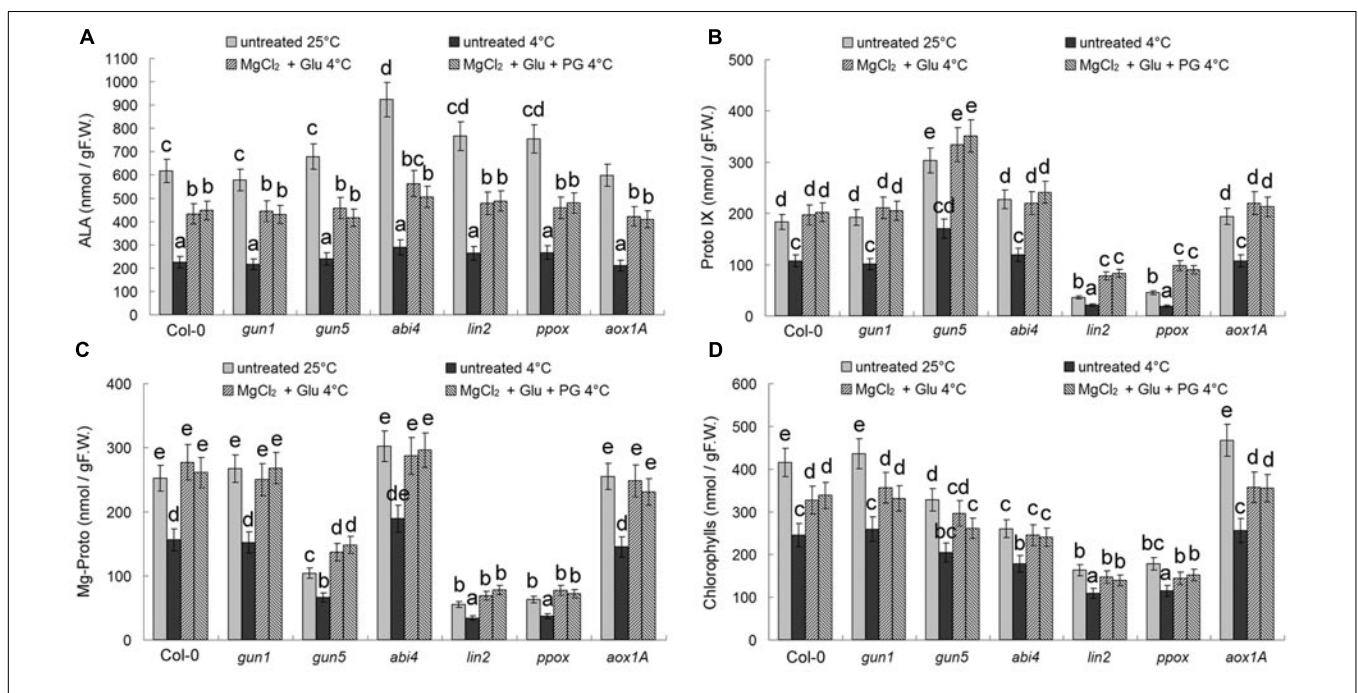 A
untreated 25°C
untreated 4°C
MgCl₂ + Glu 4°C
MgCl₂ + Glu + PG 4°C
ALA (nmol / gF.W.)
1100
1000
900
800
700
600
500
400
300
200
100
0
c a b b
c a b b
c a b b
d a bc b
cd a b b
cd a b b
a b b
Col-0 gun1 gun5 abi4 lin2 ppox aox1A
B
untreated 25°C
untreated 4°C
MgCl₂ + Glu 4°C
MgCl₂ + Glu + PG 4°C
Proto IX (nmol / gF.W.)
500
400
300
200
100
0
d c d d
d c d d
e cd e e
d c d d
b a c c
b a c c
d c d d
Col-0 gun1 gun5 abi4 lin2 ppox aox1A
C
untreated 25°C
untreated 4°C
MgCl₂ + Glu 4°C
MgCl₂ + Glu + PG 4°C
Mg-Proto (nmol / gF.W.)
400
300
200
100
0
e d e e
e d e e
c b d d
e de e e
b a b b
b a b b
e d e e
Col-0 gun1 gun5 abi4 lin2 ppox aox1A
D
untreated 25°C
untreated 4°C
MgCl₂ + Glu 4°C
MgCl₂ + Glu + PG 4°C
Chlorophylls (nmol / gF.W.)
600
500
400
300
200
100
0
e c d d
e c d d
d bc cd c
c b c c
b a b b
bc a b b
e c d d
Col-0 gun1 gun5 abi4 lin2 ppox aox1A